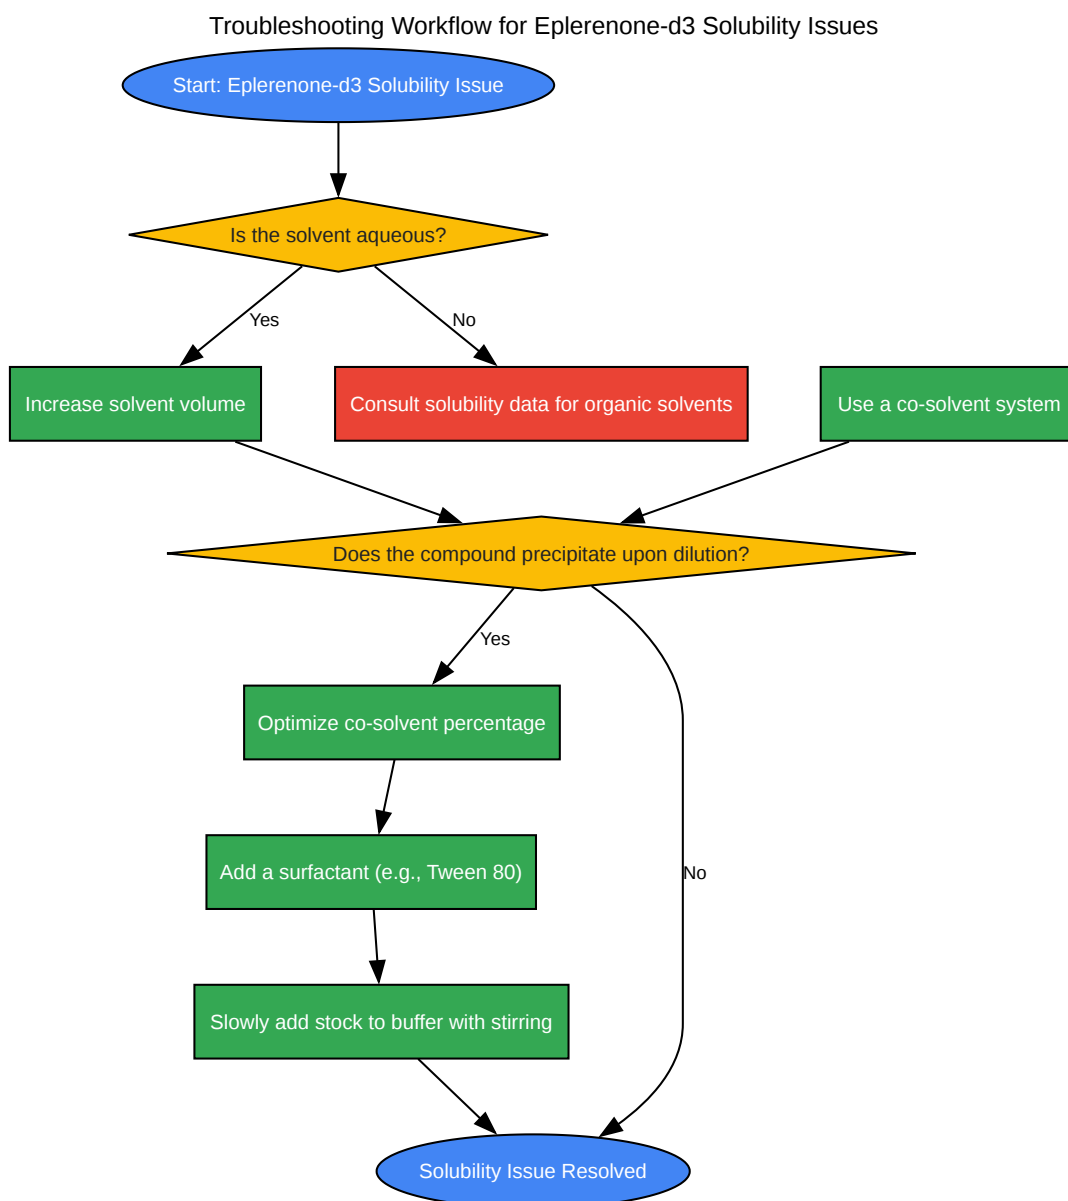 Troubleshooting Workflow for Eplerenone-d3 Solubility Issues
Start: Eplerenone-d3 Solubility Issue
Is the solvent aqueous?
Yes
No
Increase solvent volume
Consult solubility data for organic solvents
Use a co-solvent system
Does the compound precipitate upon dilution?
Yes
Optimize co-solvent percentage
Add a surfactant (e.g., Tween 80)
No
Slowly add stock to buffer with stirring
Solubility Issue Resolved